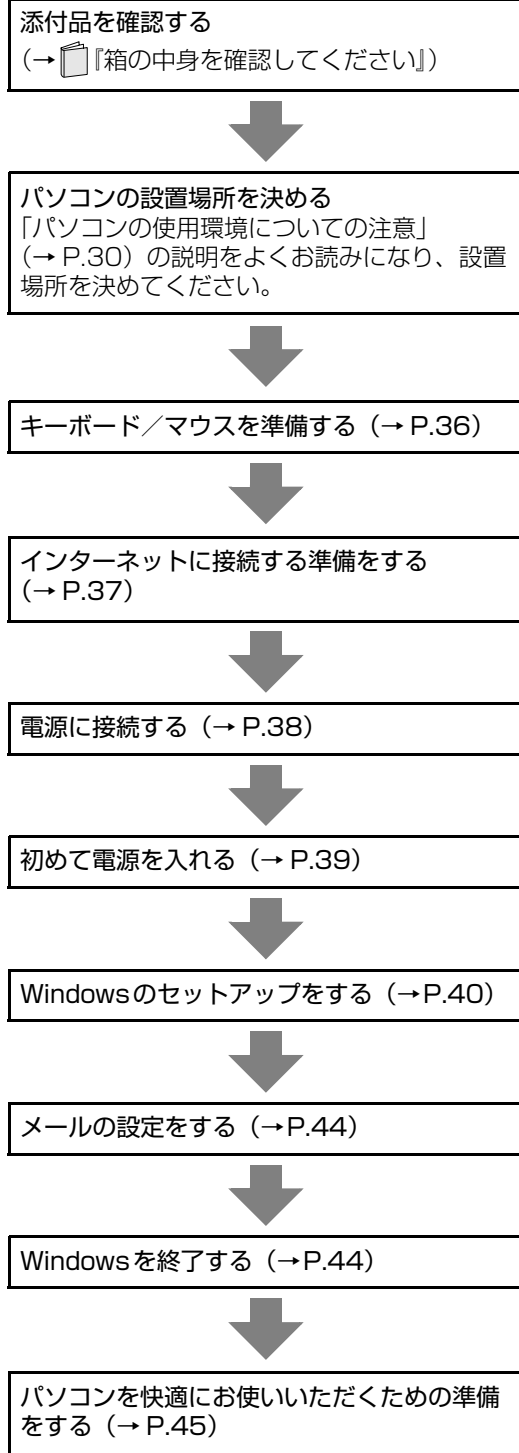 添付品を確認する
（→『箱の中身を確認してください』）
パソコンの設置場所を決める
「パソコンの使用環境についての注意」
（→ P.30）の説明をよくお読みになり、設置
場所を決めてください。
キーボード／マウスを準備する（→ P.36）
インターネットに接続する準備をする
（→ P.37）
電源に接続する（→ P.38）
初めて電源を入れる（→ P.39）
Windowsのセットアップをする（→P.40）
メールの設定をする（→P.44）
Windowsを終了する（→P.44）
パソコンを快適にお使いいただくための準備
をする（→ P.45）